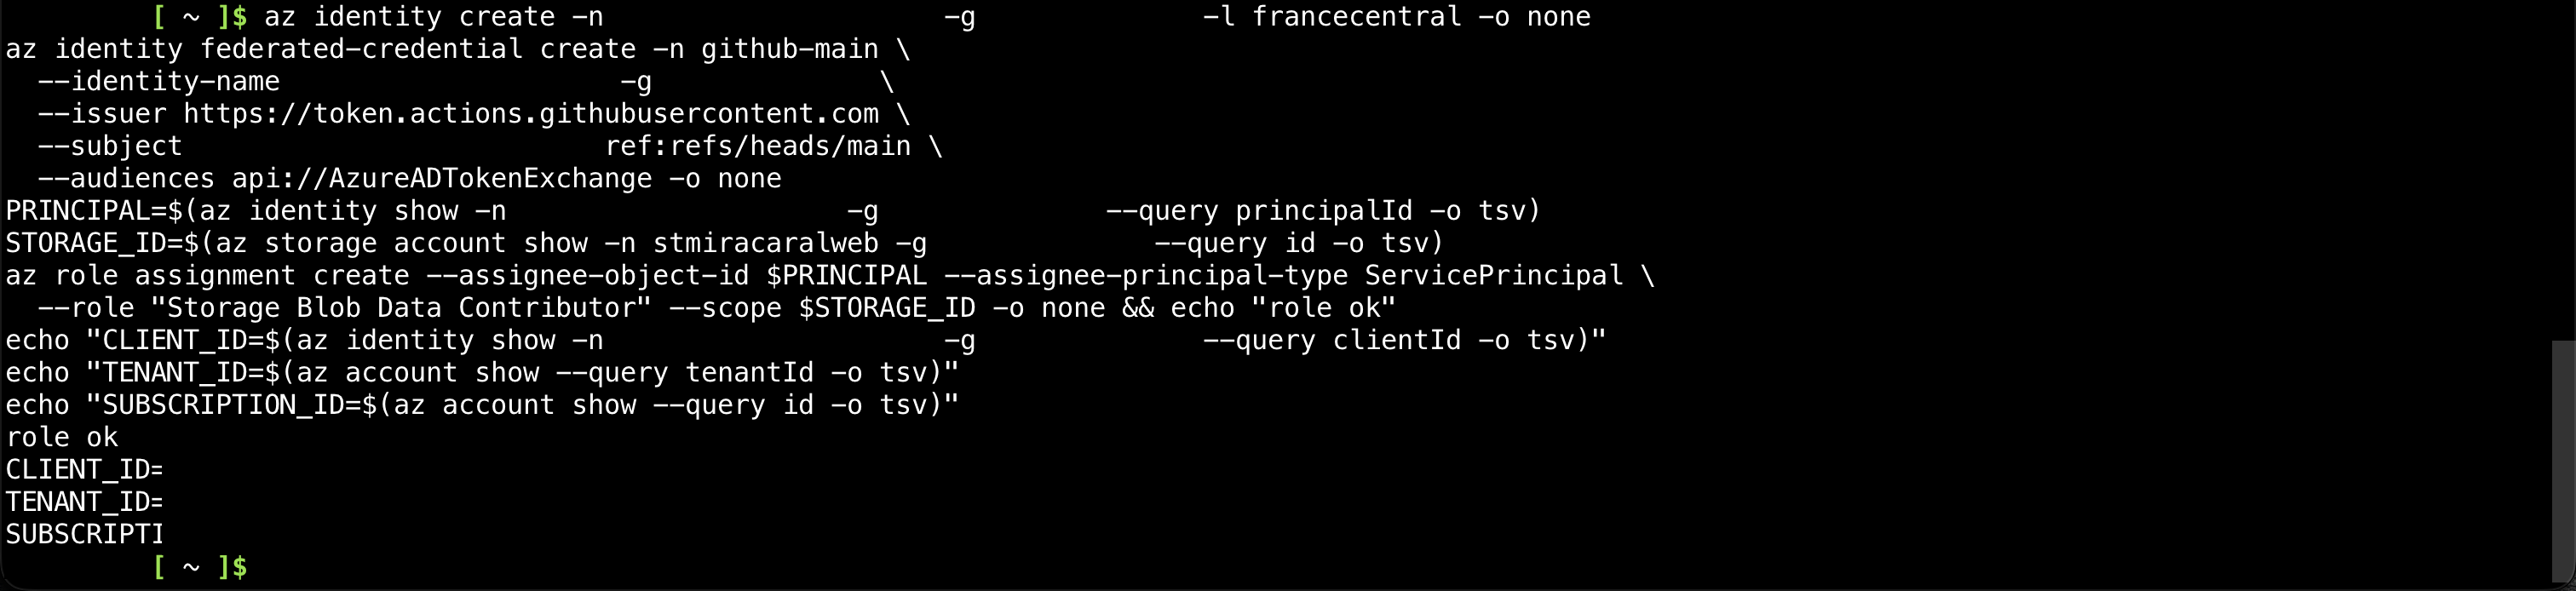 [ ~ ]$ az identity create -n -g -l francecentral -o none
az identity federated-credential create -n github-main \
--identity-name -g \
--issuer https://token.actions.githubusercontent.com \
--subject ref:refs/heads/main \
--audiences api://AzureADTokenExchange -o none
PRINCIPAL=$(az identity show -n -g --query principalId -o tsv)
STORAGE_ID=$(az storage account show -n stmiracaralweb -g --query id -o tsv)
az role assignment create --assignee-object-id $PRINCIPAL --assignee-principal-type ServicePrincipal \
--role "Storage Blob Data Contributor" --scope $STORAGE_ID -o none && echo "role ok"
echo "CLIENT_ID=$(az identity show -n -g --query clientId -o tsv)"
echo "TENANT_ID=$(az account show --query tenantId -o tsv)"
echo "SUBSCRIPTION_ID=$(az account show --query id -o tsv)"
role ok
CLIENT_ID=
TENANT_ID=
SUBSCRIPTI
[ ~ ]$